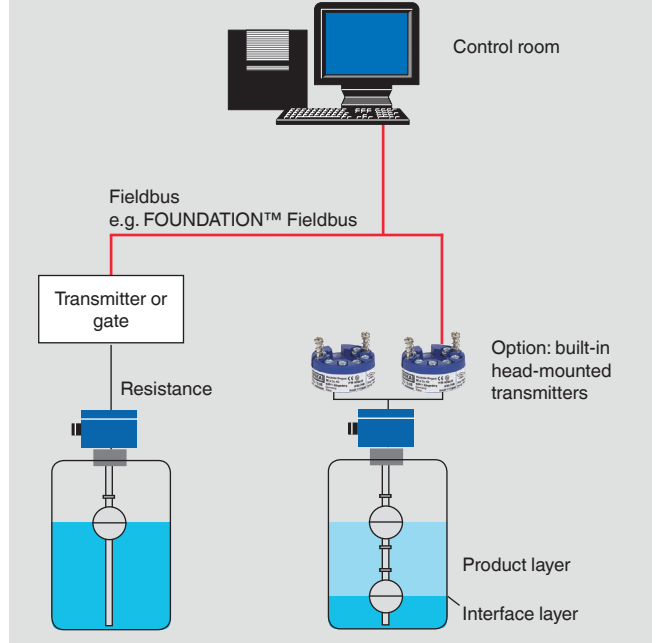 Control room
Fieldbus
e.g. FOUNDATION™ Fieldbus
Transmitter or
gate
Option: built-in
head-mounted
transmitters
Resistance
Product layer
Interface layer